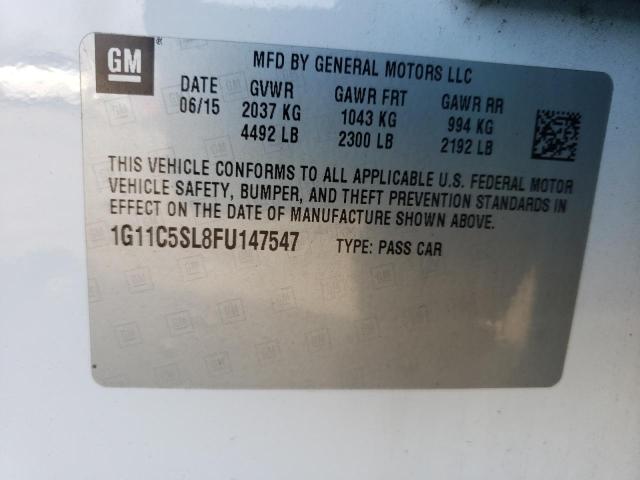 GM
MFD BY GENERAL MOTORS LLC
DATE GVWR GAWR FRT GAWR RR
06/15 2037 KG 1043 KG 994 KG
4492 LB 2300 LB 2192 LB
THIS VEHICLE CONFORMS TO ALL APPLICABLE U.S. FEDERAL MOTOR
VEHICLE SAFETY, BUMPER, AND THEFT PREVENTION STANDARDS IN
EFFECT ON THE DATE OF MANUFACTURE SHOWN ABOVE.
1G11C5SL8FU147547 TYPE: PASS CAR